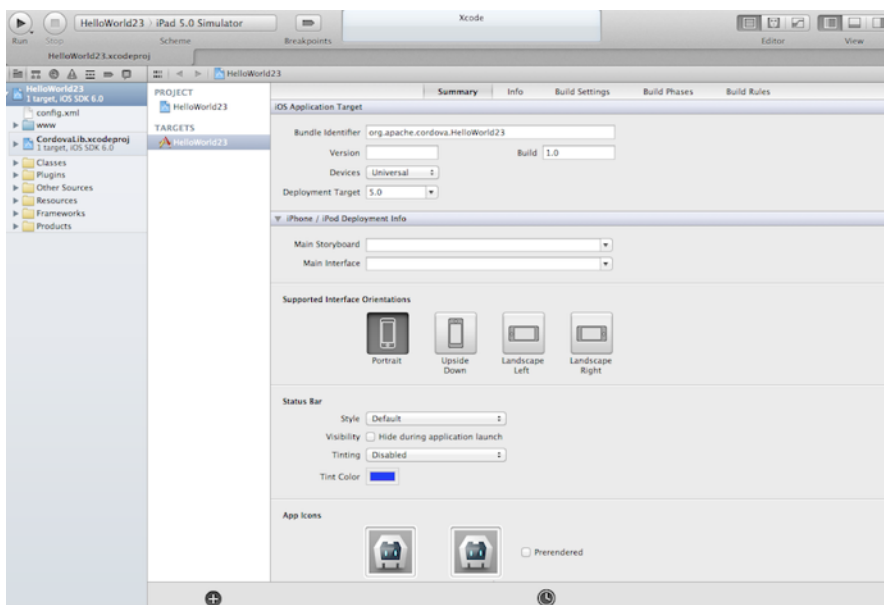 Xcode
HelloWorld23 › iPad 5.0 Simulator
Run Stop Scheme Breakpoints Editor View
HelloWorld23.xcodeproj
HelloWorld23
HelloWorld23
1 target, iOS SDK 6.0
config.xml
www
CordovaLib.xcodeproj
1 target, iOS SDK 6.0
Classes
Plugins
Other Sources
Resources
Frameworks
Products
PROJECT
HelloWorld23
TARGETS
HelloWorld23
Summary Info Build Settings Build Phases Build Rules
iOS Application Target
Bundle Identifier org.apache.cordova.HelloWorld23
Version Build 1.0
Devices Universal
Deployment Target 5.0
iPhone / iPod Deployment Info
Main Storyboard
Main Interface
Supported Interface Orientations
Portrait Upside Down Landscape Left Landscape Right
Status Bar
Style Default
Visibility Hide during application launch
Tinting Disabled
Tint Color
App Icons
Prerendered